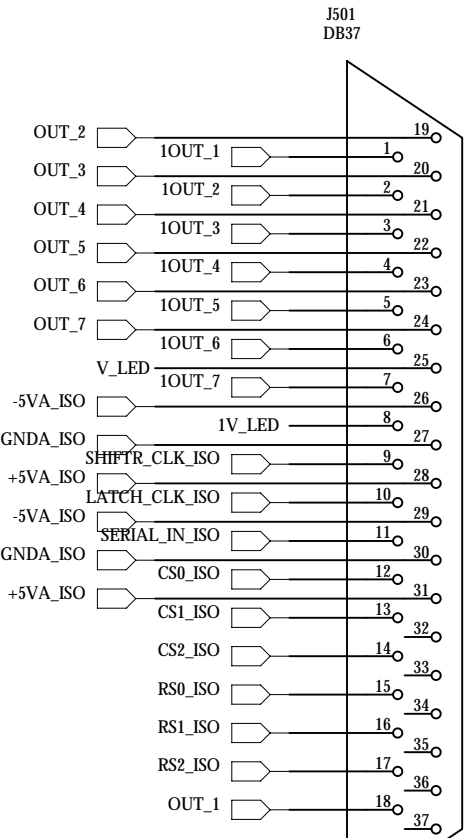 J501
DB37
OUT_2 19
1OUT_1 1
OUT_3 20
1OUT_2 2
OUT_4 21
1OUT_3 3
OUT_5 22
1OUT_4 4
OUT_6 23
1OUT_5 5
OUT_7 24
1OUT_6 6
V_LED 25
1OUT_7 7
-5VA_ISO 26
1V_LED 8
GNDA_ISO 27
SHIFTR_CLK_ISO 9
+5VA_ISO 28
LATCH_CLK_ISO 10
-5VA_ISO 29
SERIAL_IN_ISO 11
GNDA_ISO 30
CS0_ISO 12
+5VA_ISO 31
CS1_ISO 13
32
CS2_ISO 14
33
RS0_ISO 15
34
RS1_ISO 16
35
RS2_ISO 17
36
OUT_1 18
37